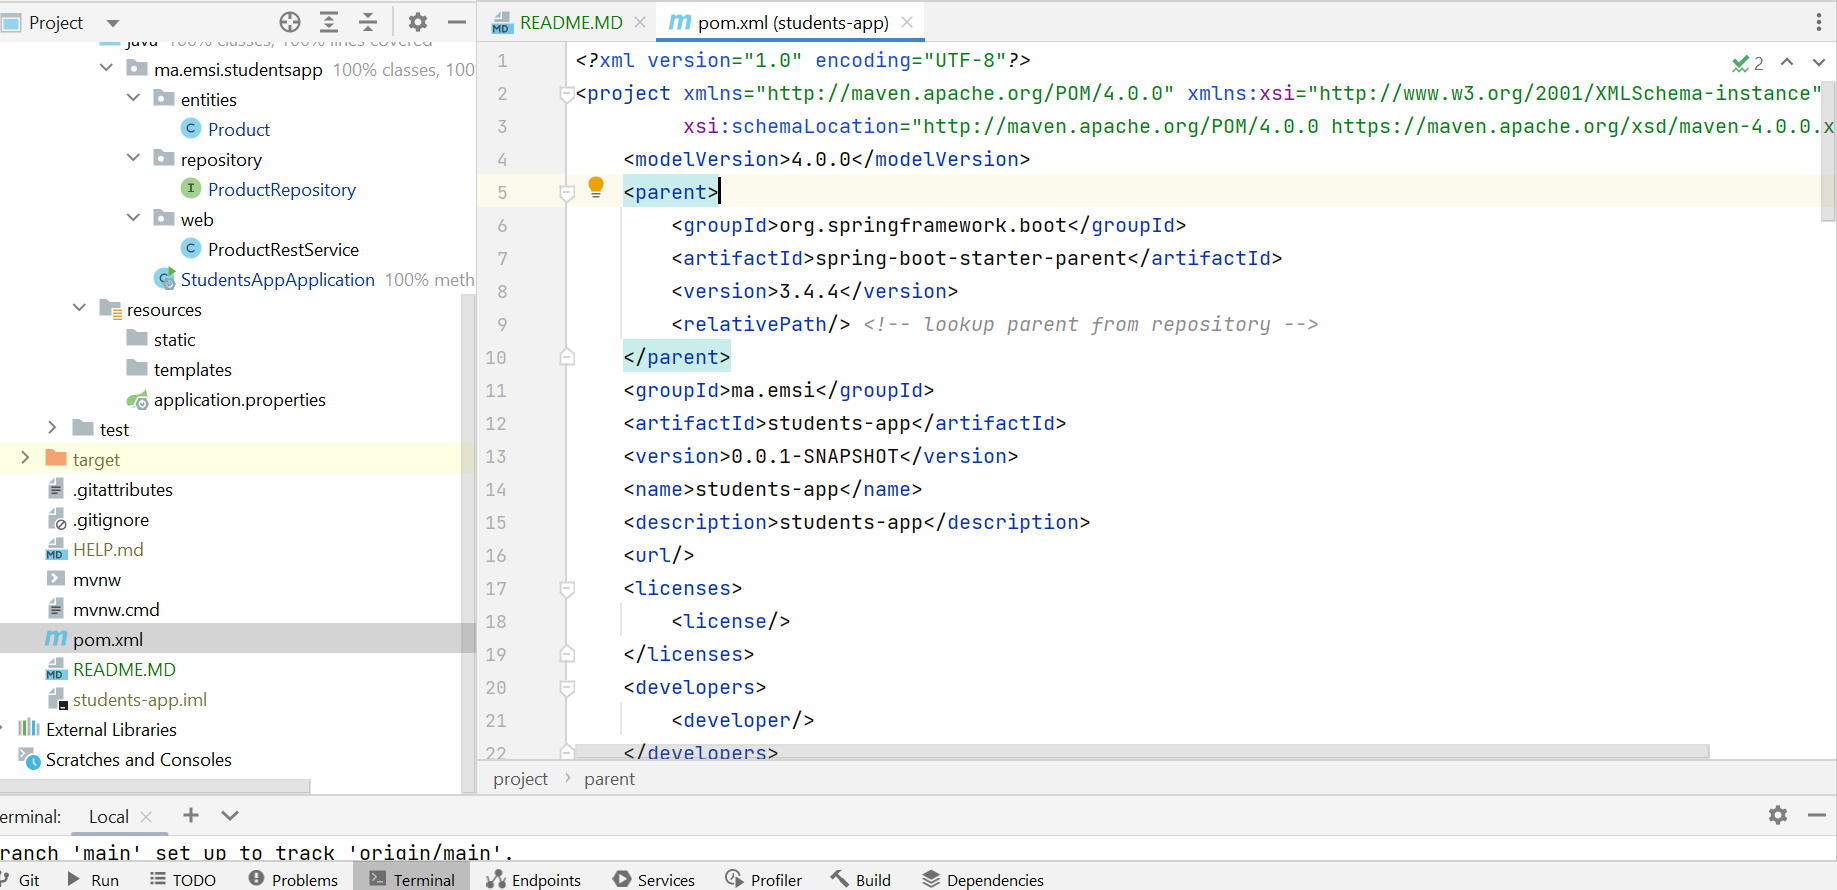 Project
README.MD
pom.xml (students-app)
java 100% classes, 100% lines covered
ma.emsi.studentsapp 100% classes, 100
entities
C Product
repository
I ProductRepository
web
C ProductRestService
StudentsAppApplication 100% meth
resources
static
templates
application.properties
test
target
.gitattributes
.gitignore
MD HELP.md
mvnw
mvnw.cmd
m pom.xml
MD README.MD
students-app.iml
External Libraries
Scratches and Consoles
2
1 <?xml version="1.0" encoding="UTF-8"?>
2 <project xmlns="http://maven.apache.org/POM/4.0.0" xmlns:xsi="http://www.w3.org/2001/XMLSchema-instance"
3 xsi:schemaLocation="http://maven.apache.org/POM/4.0.0 https://maven.apache.org/xsd/maven-4.0.0.x
4 <modelVersion>4.0.0</modelVersion>
5 <parent>
6 <groupId>org.springframework.boot</groupId>
7 <artifactId>spring-boot-starter-parent</artifactId>
8 <version>3.4.4</version>
9 <relativePath/> <!-- lookup parent from repository -->
10 </parent>
11 <groupId>ma.emsi</groupId>
12 <artifactId>students-app</artifactId>
13 <version>0.0.1-SNAPSHOT</version>
14 <name>students-app</name>
15 <description>students-app</description>
16 <url/>
17 <licenses>
18 <license/>
19 </licenses>
20 <developers>
21 <developer/>
22 </developers>
project › parent
erminal: Local
ranch 'main' set up to track 'origin/main'.
Git Run TODO Problems Terminal Endpoints Services Profiler Build Dependencies